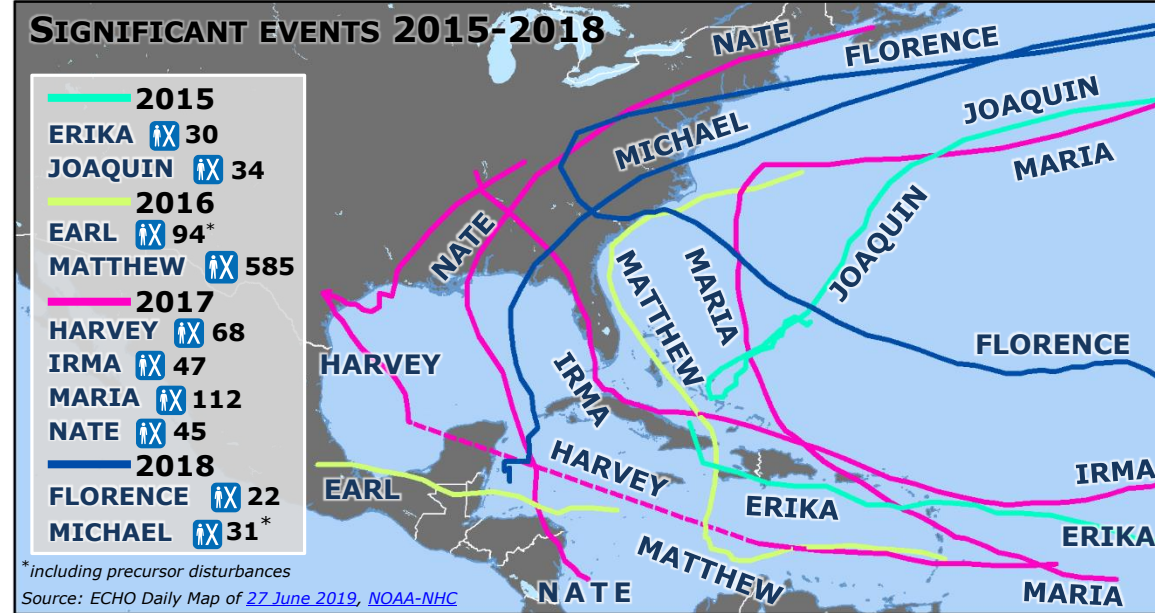 SIGNIFICANT EVENTS 2015-2018
2015
ERIKA 30
JOAQUIN 34
2016
EARL 94*
MATTHEW 585
2017
HARVEY 68
IRMA 47
MARIA 112
NATE 45
2018
FLORENCE 22
MICHAEL 31*
*including precursor disturbances
Source: ECHO Daily Map of 27 June 2019, NOAA-NHC
NATE
FLORENCE
JOAQUIN
MICHAEL
MARIA
NATE
JOAQUIN
MATTHEW
MARIA
FLORENCE
HARVEY
IRMA
HARVEY
IRMA
EARL
ERIKA
ERIKA
MATTHEW
NATE
MARIA